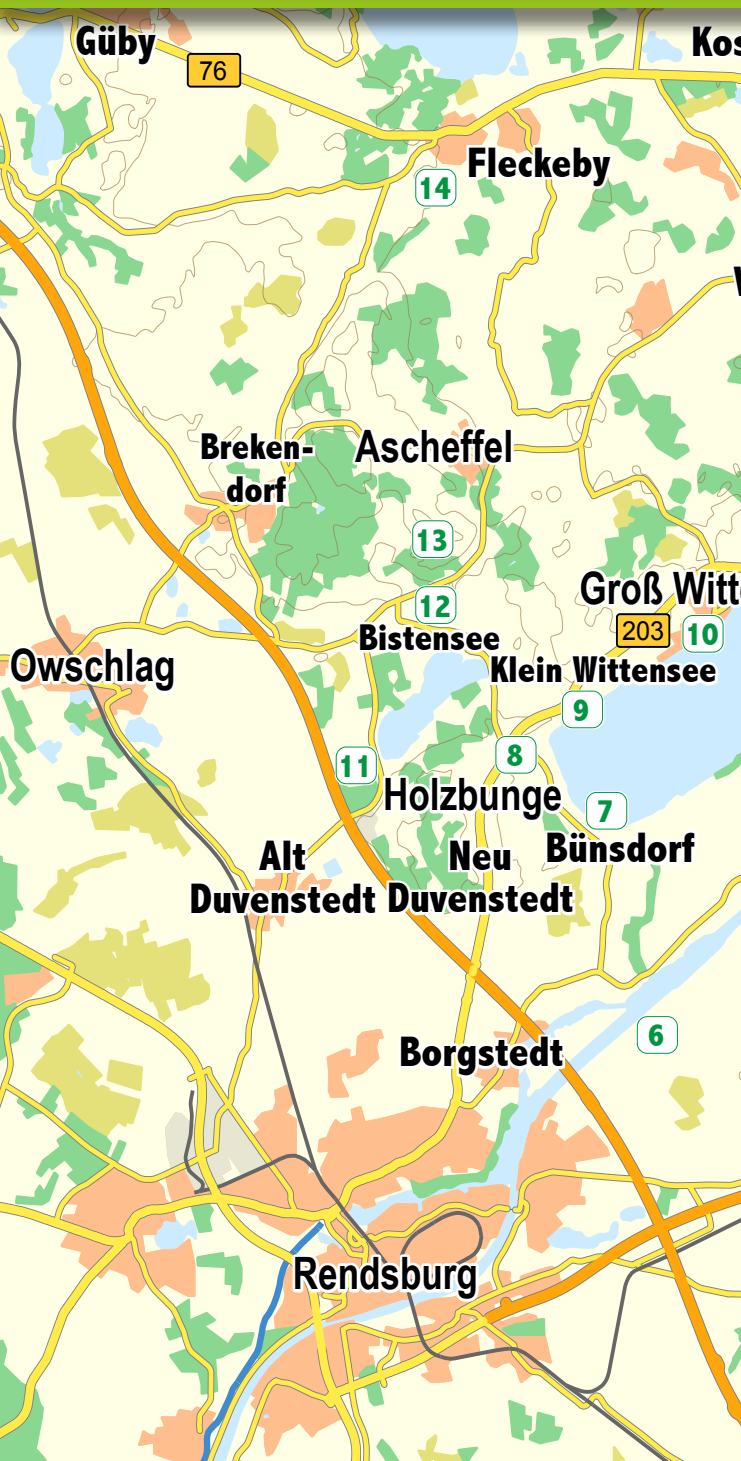 Güby
Kos
76
Fleckeby
14
Breken-
dorf
Ascheffel
13
12
Groß Witt
203
10
Bistensee
Owschlag
Klein Wittensee
9
8
11
Holzbunge
7
Alt
Duvenstedt
Neu
Duvenstedt
Bünsdorf
6
Borgstedt
Rendsburg